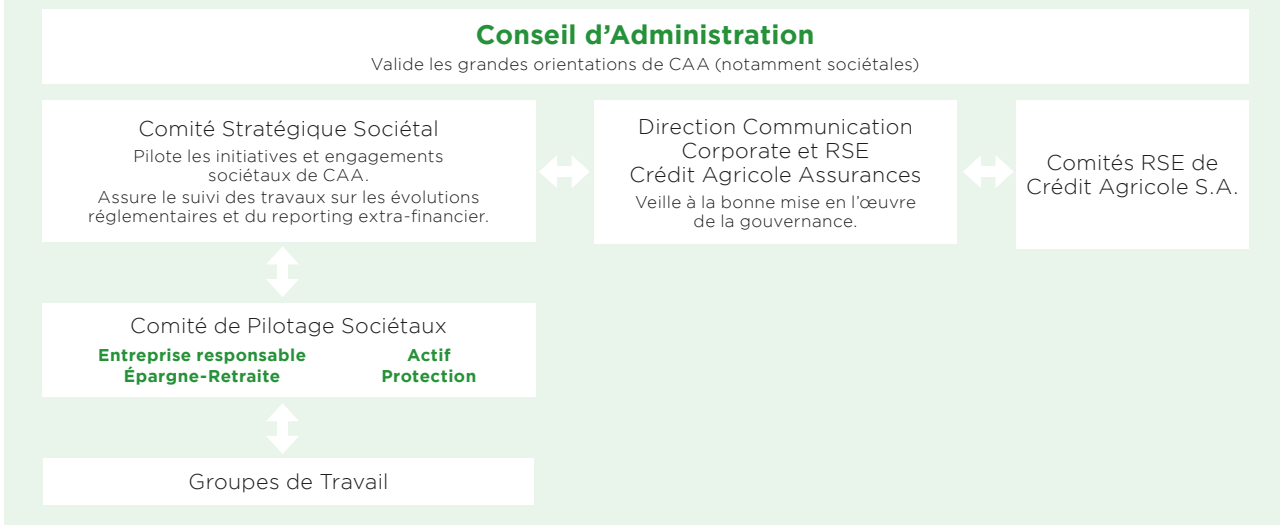 Conseil d’Administration
Valide les grandes orientations de CAA (notamment sociétales)
Comité Stratégique Sociétal
Pilote les initiatives et engagements
sociétaux de CAA.
Assure le suivi des travaux sur les évolutions
réglementaires et du reporting extra-financier.
Direction Communication
Corporate et RSE
Crédit Agricole Assurances
Veille à la bonne mise en l’œuvre
de la gouvernance.
Comités RSE de
Crédit Agricole S.A.
Comité de Pilotage Sociétaux
Entreprise responsable
Épargne-Retraite
Actif
Protection
Groupes de Travail